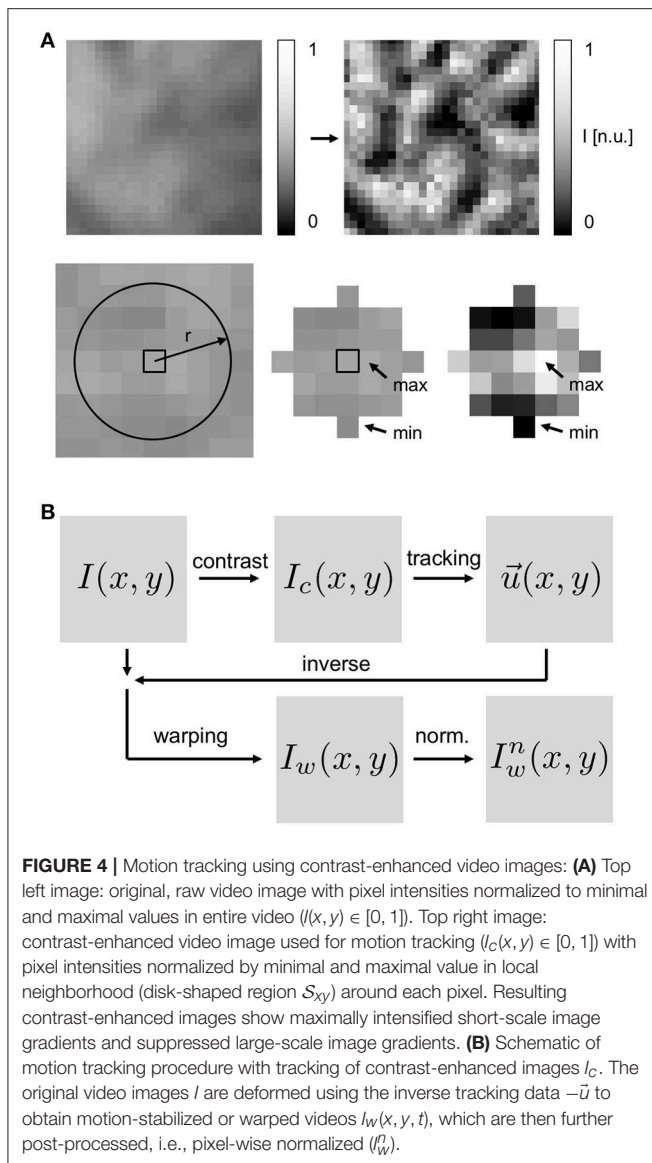 A
1
0
1
I [n.u.]
0
r
max
min
max
min
B
I(x, y)
contrast
I_c(x, y)
tracking
\vec{u}(x, y)
inverse
warping
I_w(x, y)
norm.
I_w^n(x, y)
FIGURE 4 | Motion tracking using contrast-enhanced video images: (A) Top
left image: original, raw video image with pixel intensities normalized to minimal
and maximal values in entire video (I(x, y) ∈ [0, 1]). Top right image:
contrast-enhanced video image used for motion tracking (I_c(x, y) ∈ [0, 1]) with
pixel intensities normalized by minimal and maximal value in local
neighborhood (disk-shaped region S_{xy}) around each pixel. Resulting
contrast-enhanced images show maximally intensified short-scale image
gradients and suppressed large-scale image gradients. (B) Schematic of
motion tracking procedure with tracking of contrast-enhanced images I_c. The
original video images I are deformed using the inverse tracking data −\vec{u} to
obtain motion-stabilized or warped videos I_w(x, y, t), which are then further
post-processed, i.e., pixel-wise normalized (I_w^n).